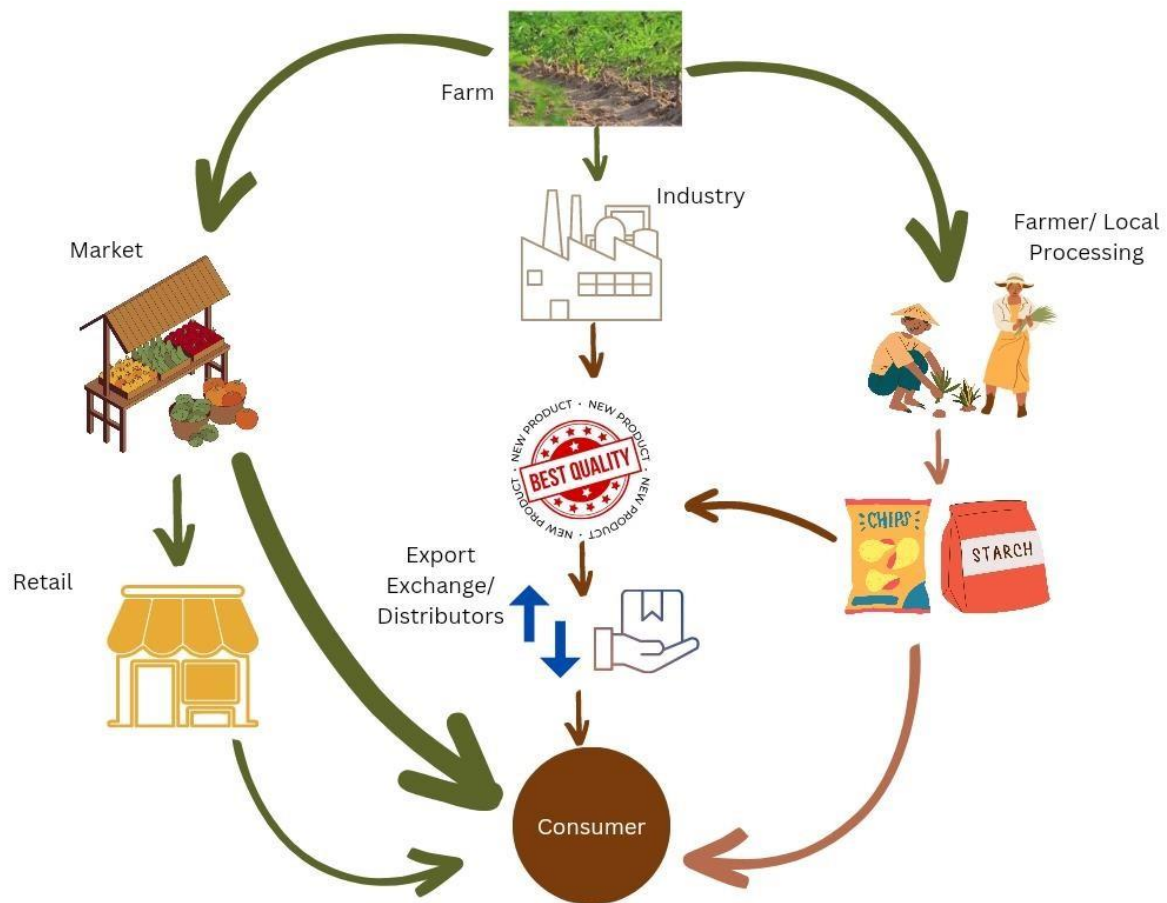 Farm
Industry
Farmer/ Local
Processing
Market
NEW PRODUCT · NEW PRODUCT · NEW PRODUCT · NEW PRODUCT ·
BEST QUALITY
CHIPS
STARCH
Export
Exchange/
Distributors
Retail
Consumer